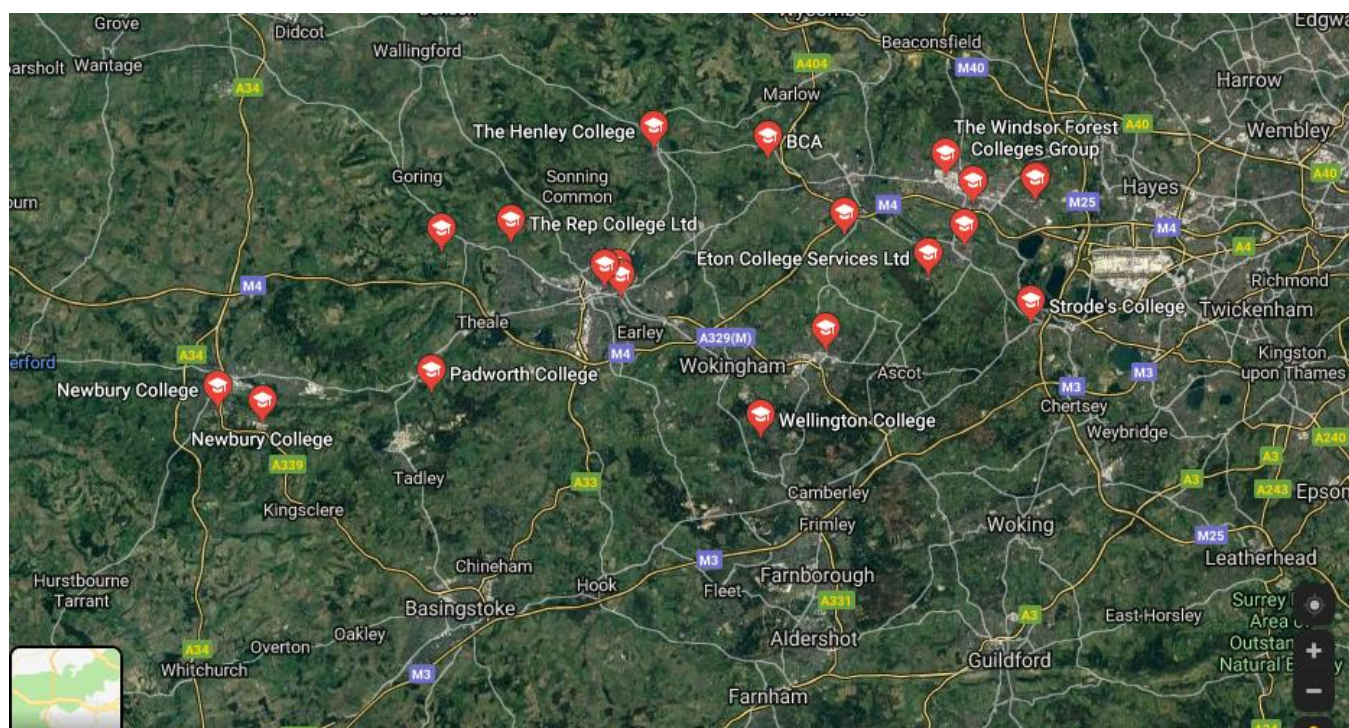 Grove
Didcot
Edgwa
Wallingford
Beaconsfield
Wantage
A404
M40
Harrow
A34
Marlow
The Henley College
BCA
The Windsor Forest
Colleges Group
A40
Wembley
A40
Goring
Sonning
Common
Hayes
M25
M4
The Rep College Ltd
M4
A4
Eton College Services Ltd
Richmond
M4
Strode's College
Twickenham
Theale
Earley
A329(M)
A34
M4
Wokingham
Ascot
Kingston
upon Thames
M3
M3
Newbury College
Padworth College
Chertsey
Wellington College
Weybridge
Newbury College
A240
A339
A3
Tadley
A33
A3
A243
Epsom
Kingsclere
Camberley
Frimley
Woking
M25
Leatherhead
M3
Chineham
Hook
Fleet
Farnborough
Hurstbourne
Tarrant
Basingstoke
A331
A3
East Horsley
Surrey
Area of
Outstan
Natural
Oakley
Aldershot
A34
Overton
Whitchurch
M3
Guildford
Farnham